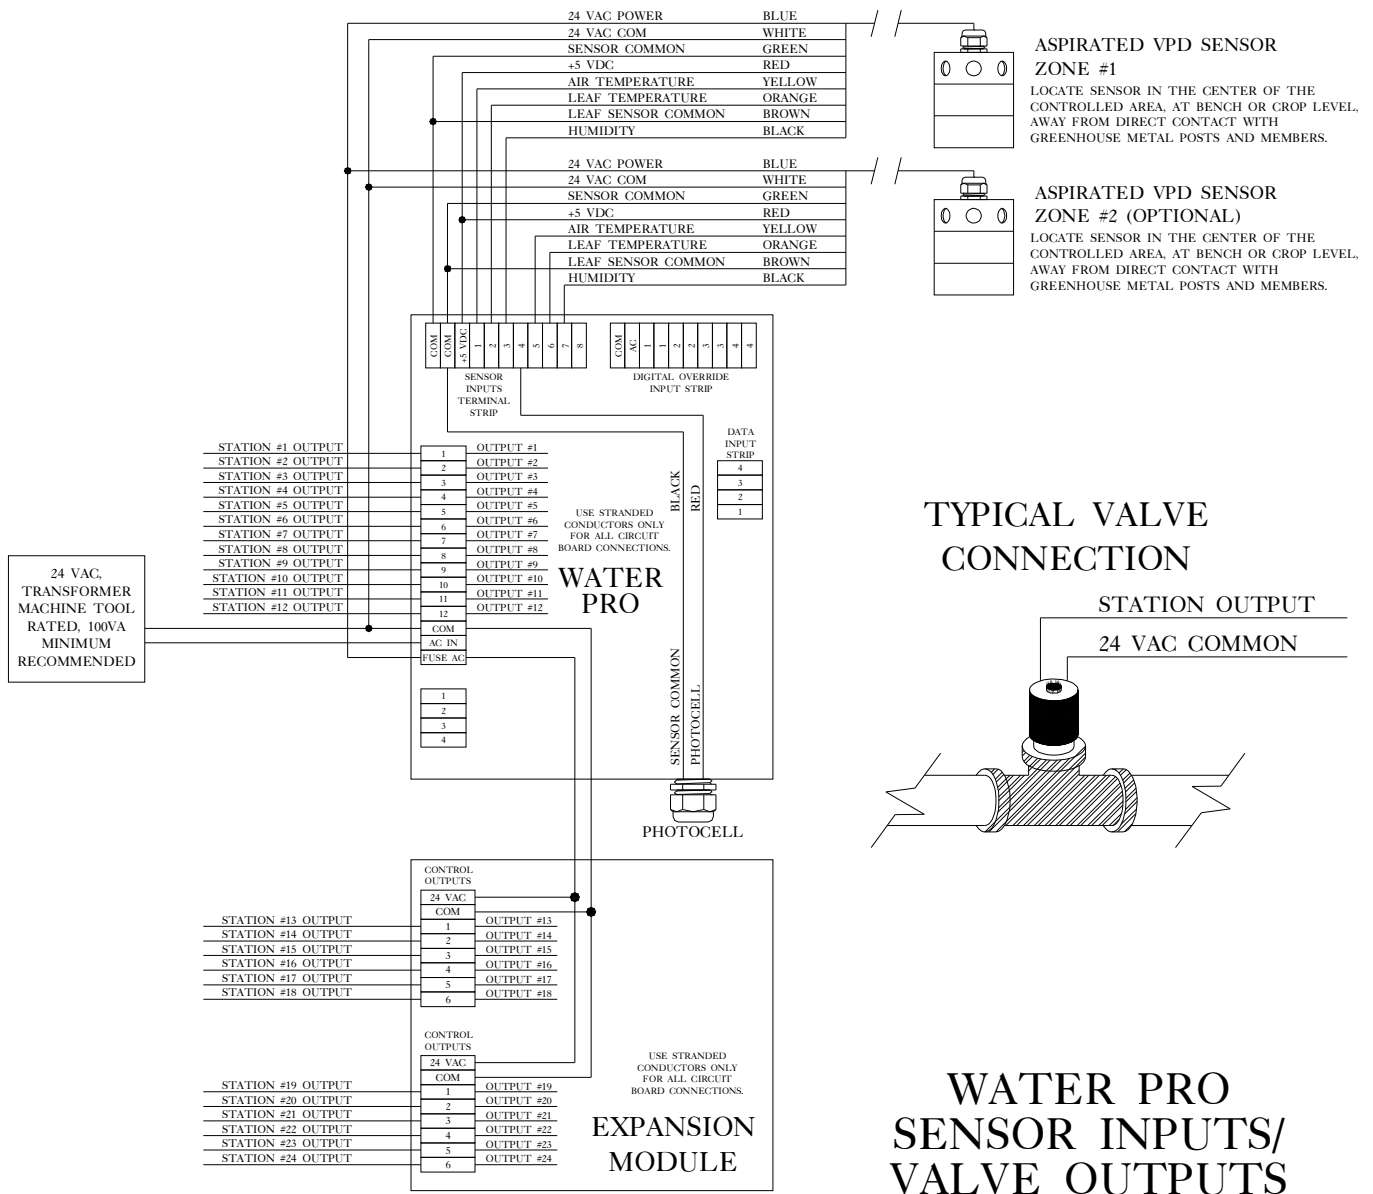 24 VAC POWER BLUE
24 VAC COM WHITE
SENSOR COMMON GREEN
+5 VDC RED
AIR TEMPERATURE YELLOW
LEAF TEMPERATURE ORANGE
LEAF SENSOR COMMON BROWN
HUMIDITY BLACK
ASPIRATED VPD SENSOR
ZONE #1
LOCATE SENSOR IN THE CENTER OF THE
CONTROLLED AREA, AT BENCH OR CROP LEVEL,
AWAY FROM DIRECT CONTACT WITH
GREENHOUSE METAL POSTS AND MEMBERS.
24 VAC POWER BLUE
24 VAC COM WHITE
SENSOR COMMON GREEN
+5 VDC RED
AIR TEMPERATURE YELLOW
LEAF TEMPERATURE ORANGE
LEAF SENSOR COMMON BROWN
HUMIDITY BLACK
ASPIRATED VPD SENSOR
ZONE #2 (OPTIONAL)
LOCATE SENSOR IN THE CENTER OF THE
CONTROLLED AREA, AT BENCH OR CROP LEVEL,
AWAY FROM DIRECT CONTACT WITH
GREENHOUSE METAL POSTS AND MEMBERS.
COM
COM
+5 VDC
1
2
3
4
5
6
7
8
SENSOR
INPUTS
TERMINAL
STRIP
COM
AC
1
1
2
2
3
3
4
4
DIGITAL OVERRIDE
INPUT STRIP
DATA
INPUT
STRIP
4
3
2
1
STATION #1 OUTPUT 1 OUTPUT #1
STATION #2 OUTPUT 2 OUTPUT #2
STATION #3 OUTPUT 3 OUTPUT #3
STATION #4 OUTPUT 4 OUTPUT #4
STATION #5 OUTPUT 5 OUTPUT #5
STATION #6 OUTPUT 6 OUTPUT #6
STATION #7 OUTPUT 7 OUTPUT #7
STATION #8 OUTPUT 8 OUTPUT #8
STATION #9 OUTPUT 9 OUTPUT #9
STATION #10 OUTPUT 10 OUTPUT #10
STATION #11 OUTPUT 11 OUTPUT #11
STATION #12 OUTPUT 12 OUTPUT #12
COM
AC IN
FUSE AC
1
2
3
4
USE STRANDED
CONDUCTORS ONLY
FOR ALL CIRCUIT
BOARD CONNECTIONS.
WATER
PRO
BLACK
RED
SENSOR COMMON
PHOTOCELL
PHOTOCELL
24 VAC,
TRANSFORMER
MACHINE TOOL
RATED, 100VA
MINIMUM
RECOMMENDED
TYPICAL VALVE
CONNECTION
STATION OUTPUT
24 VAC COMMON
CONTROL
OUTPUTS
24 VAC
COM
STATION #13 OUTPUT 1 OUTPUT #13
STATION #14 OUTPUT 2 OUTPUT #14
STATION #15 OUTPUT 3 OUTPUT #15
STATION #16 OUTPUT 4 OUTPUT #16
STATION #17 OUTPUT 5 OUTPUT #17
STATION #18 OUTPUT 6 OUTPUT #18
CONTROL
OUTPUTS
24 VAC
COM
STATION #19 OUTPUT 1 OUTPUT #19
STATION #20 OUTPUT 2 OUTPUT #20
STATION #21 OUTPUT 3 OUTPUT #21
STATION #22 OUTPUT 4 OUTPUT #22
STATION #23 OUTPUT 5 OUTPUT #23
STATION #24 OUTPUT 6 OUTPUT #24
USE STRANDED
CONDUCTORS ONLY
FOR ALL CIRCUIT
BOARD CONNECTIONS.
EXPANSION
MODULE
WATER PRO
SENSOR INPUTS/
VALVE OUTPUTS